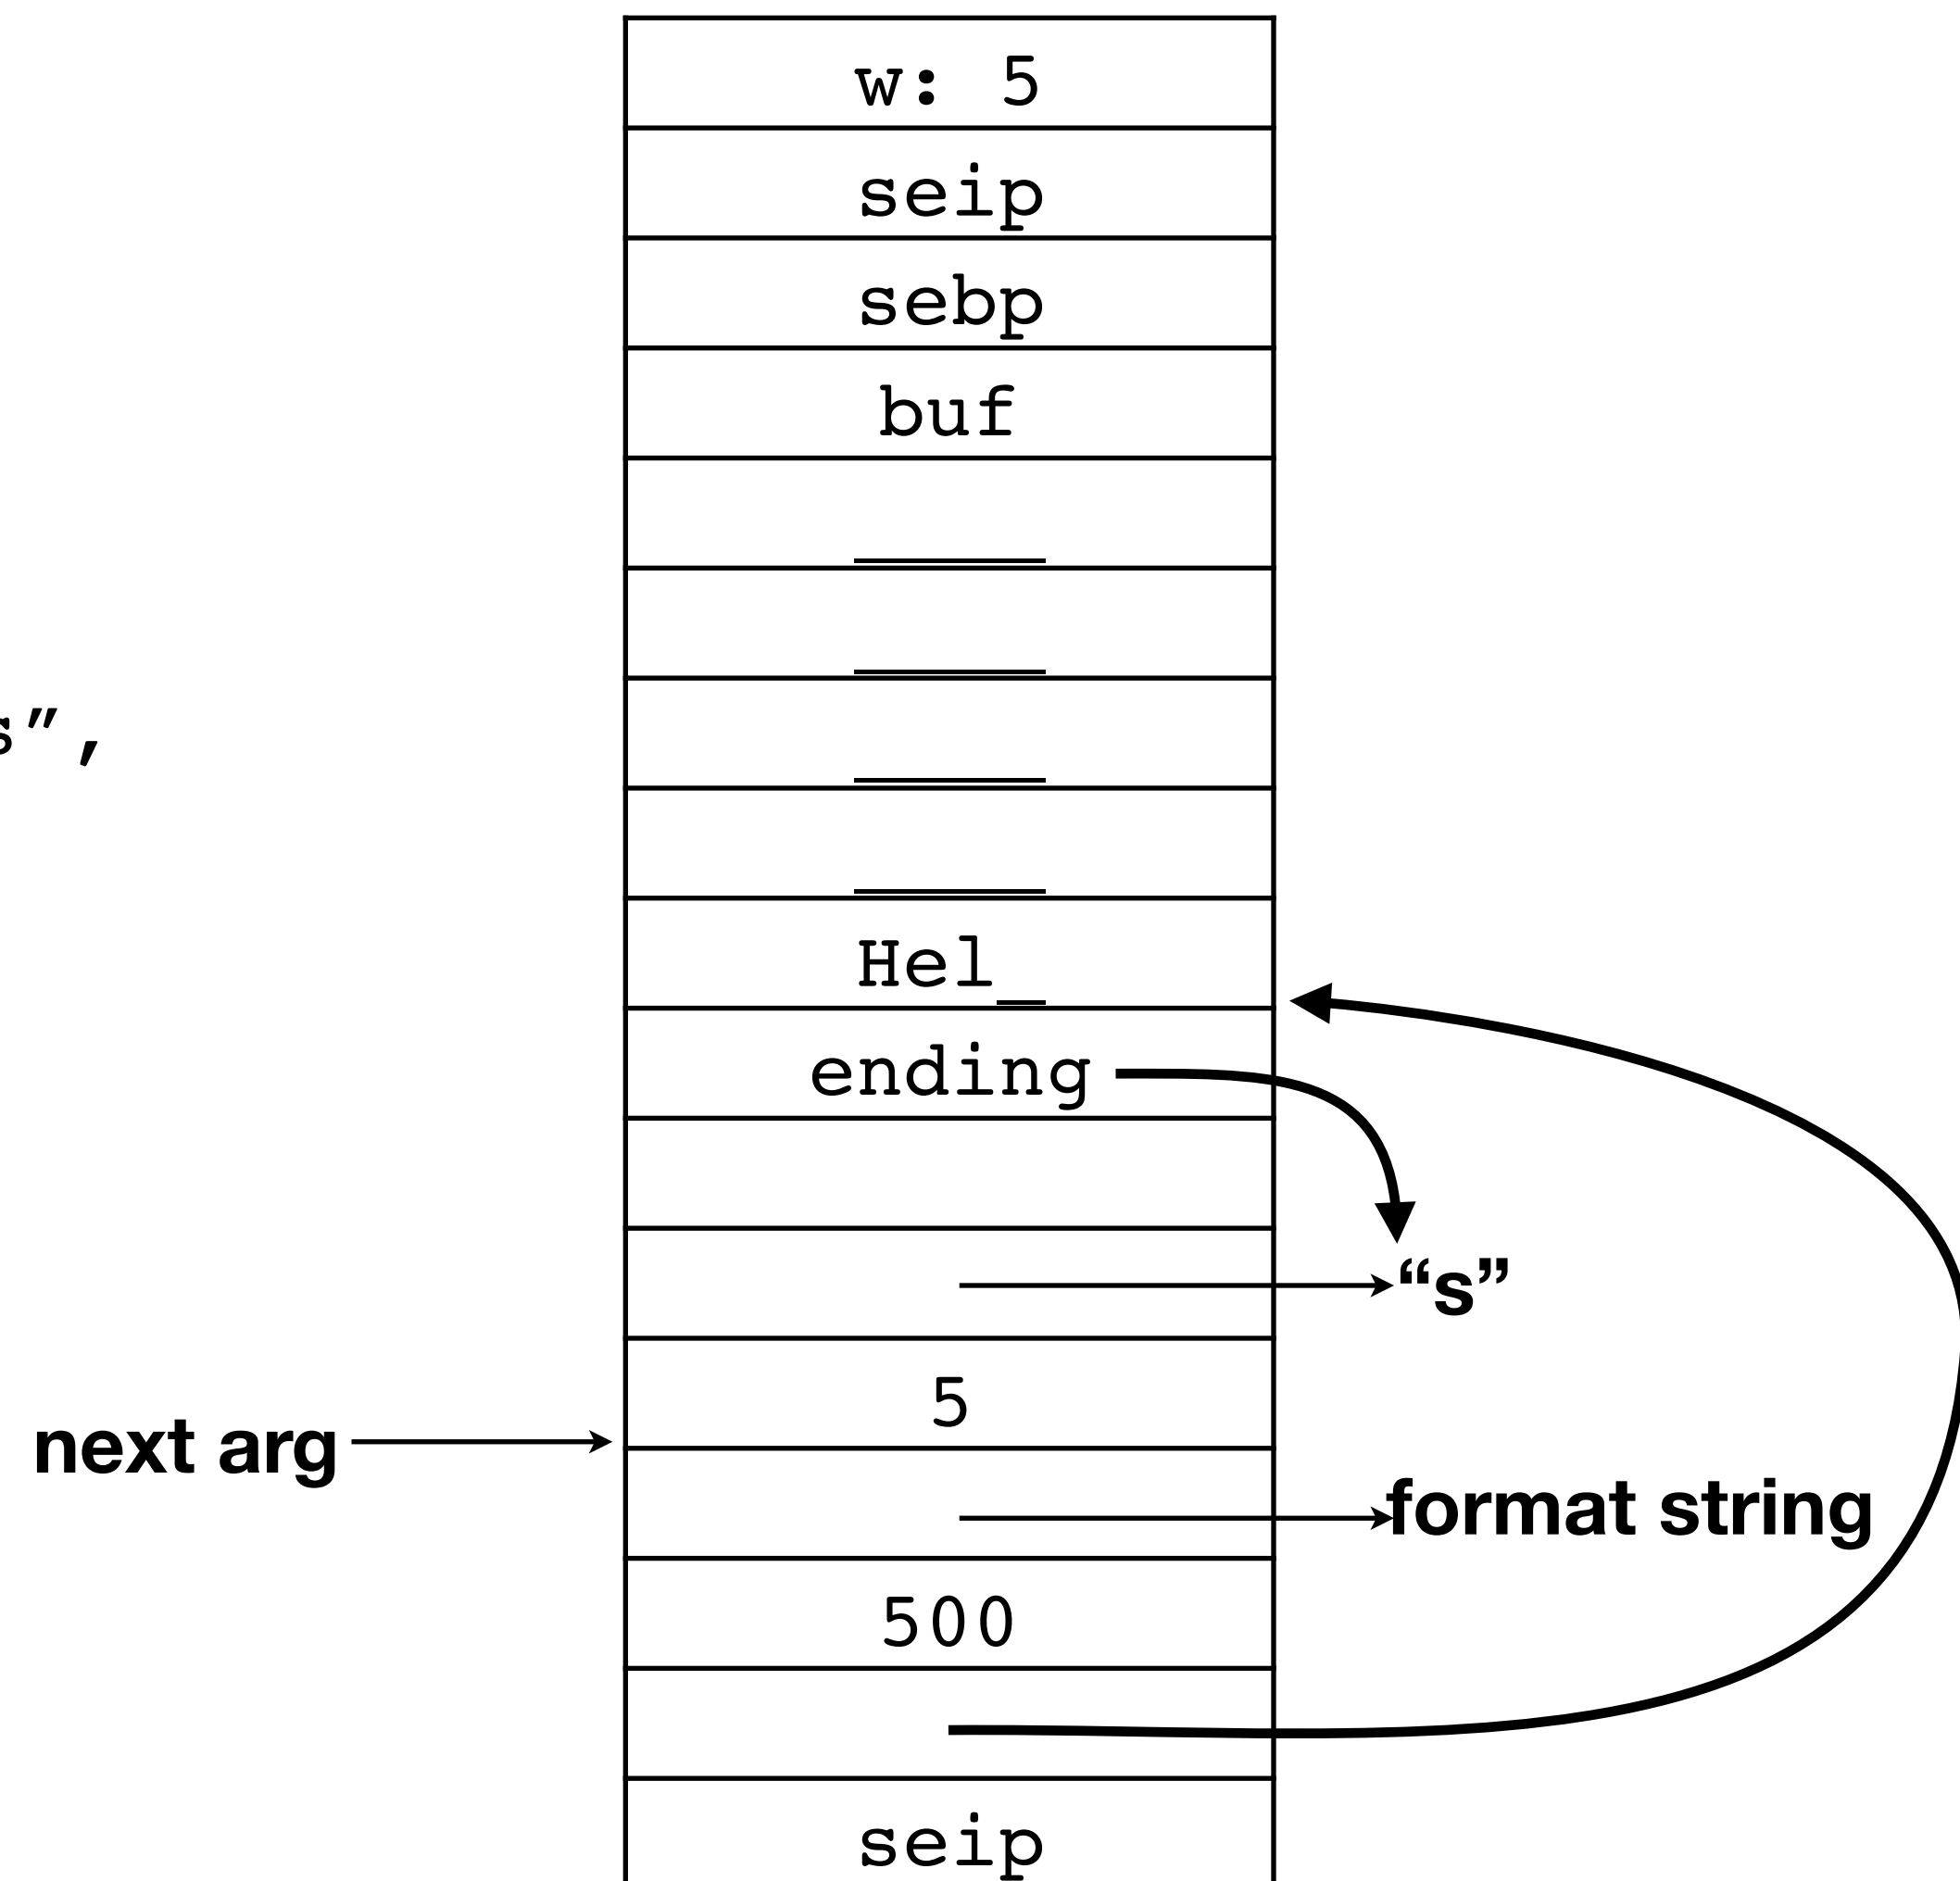 w: 5
seip
sebp
buf
____
____
s”,
____
____
Hel_
ending
“s”
5
next arg
format string
500
seip